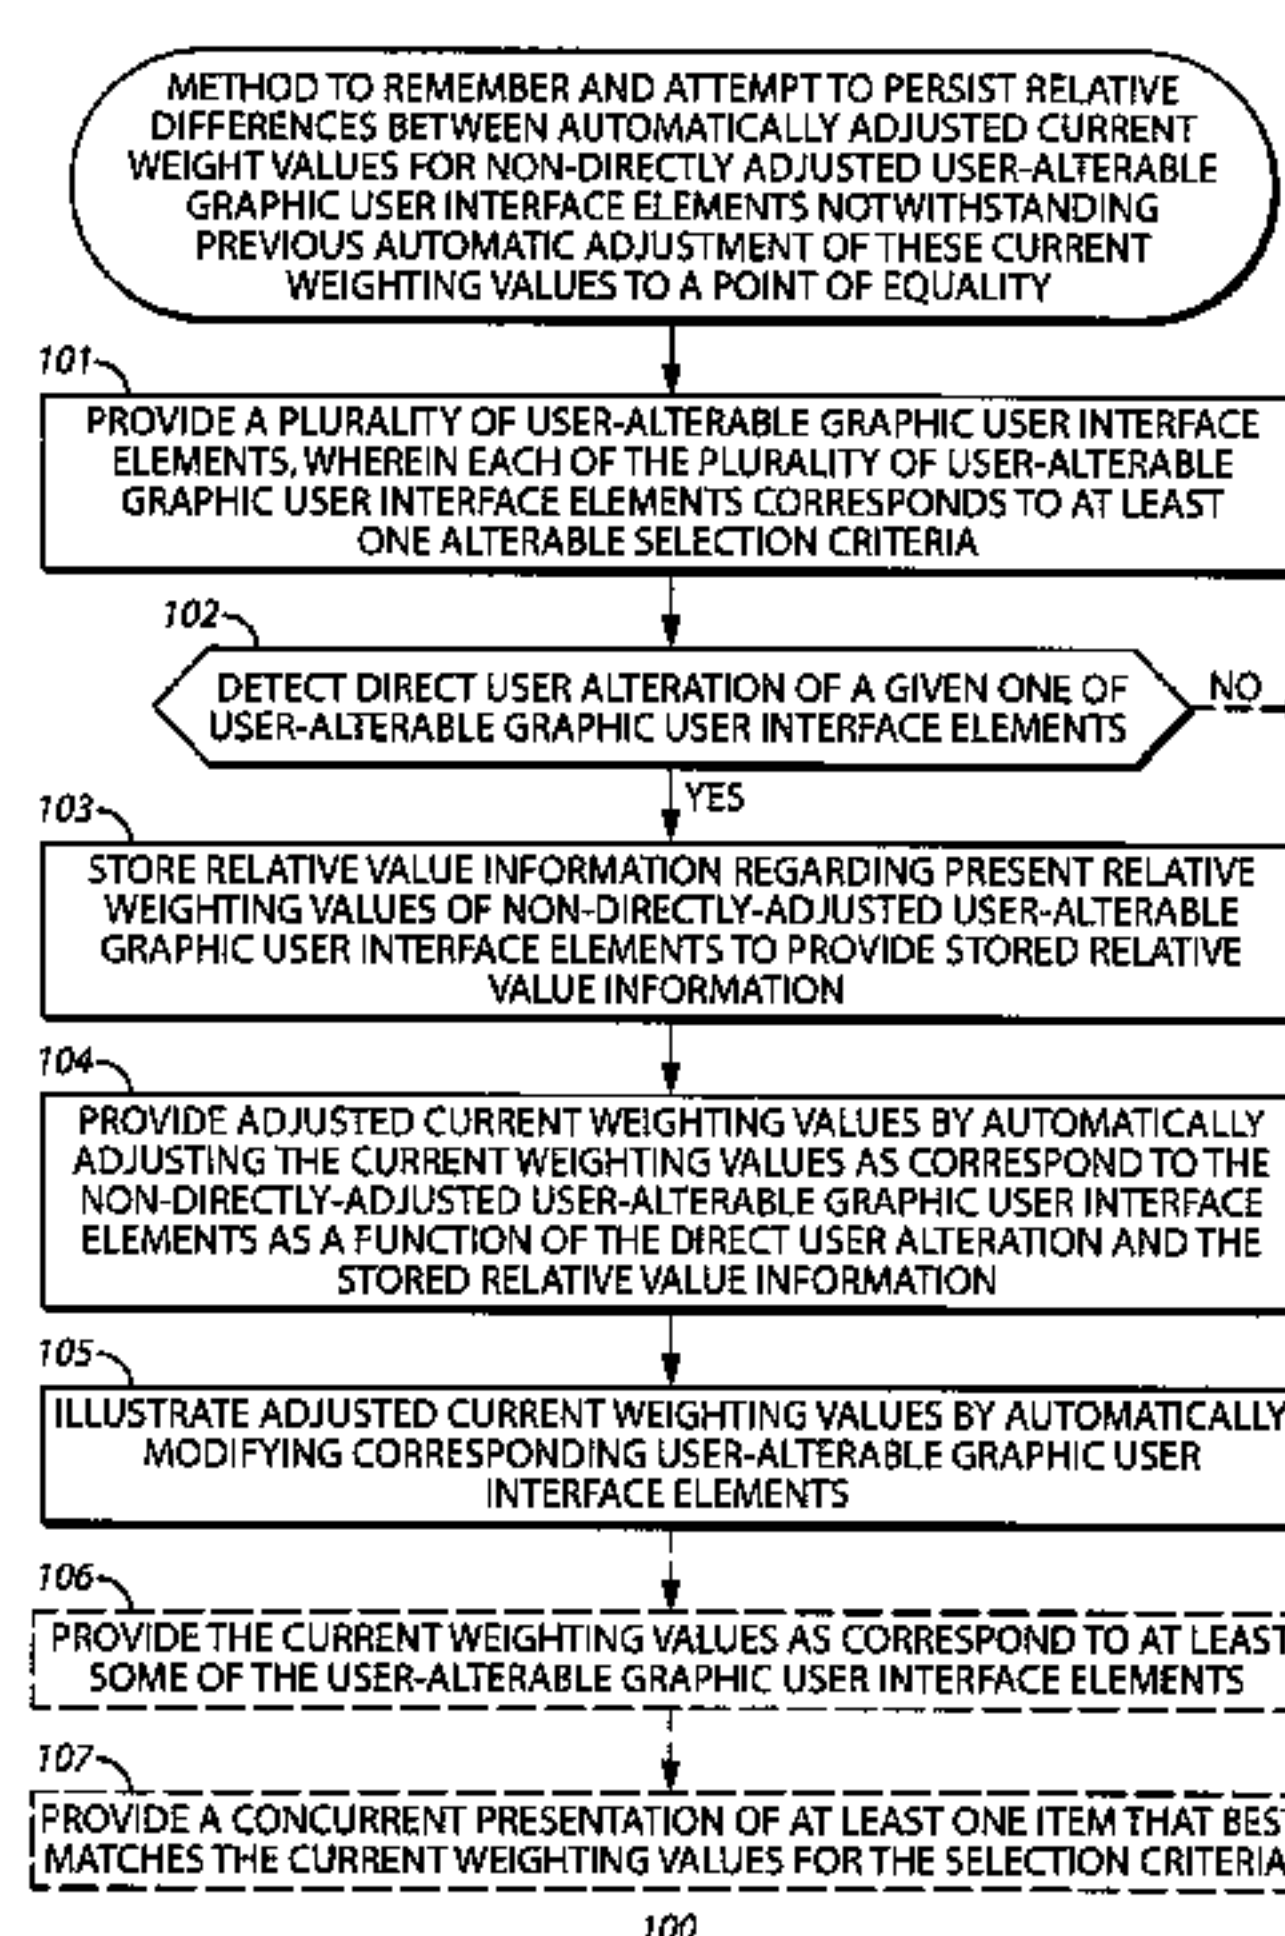 METHOD TO REMEMBER AND ATTEMPT TO PERSIST RELATIVE
DIFFERENCES BETWEEN AUTOMATICALLY ADJUSTED CURRENT
WEIGHT VALUES FOR NON-DIRECTLY ADJUSTED USER-ALTERABLE
GRAPHIC USER INTERFACE ELEMENTS NOTWITHSTANDING
PREVIOUS AUTOMATIC ADJUSTMENT OF THESE CURRENT
WEIGHTING VALUES TO A POINT OF EQUALITY
101
PROVIDE A PLURALITY OF USER-ALTERABLE GRAPHIC USER INTERFACE
ELEMENTS, WHEREIN EACH OF THE PLURALITY OF USER-ALTERABLE
GRAPHIC USER INTERFACE ELEMENTS CORRESPONDS TO AT LEAST
ONE ALTERABLE SELECTION CRITERIA
102
DETECT DIRECT USER ALTERATION OF A GIVEN ONE OF
USER-ALTERABLE GRAPHIC USER INTERFACE ELEMENTS
NO
YES
103
STORE RELATIVE VALUE INFORMATION REGARDING PRESENT RELATIVE
WEIGHTING VALUES OF NON-DIRECTLY-ADJUSTED USER-ALTERABLE
GRAPHIC USER INTERFACE ELEMENTS TO PROVIDE STORED RELATIVE
VALUE INFORMATION
104
PROVIDE ADJUSTED CURRENT WEIGHTING VALUES BY AUTOMATICALLY
ADJUSTING THE CURRENT WEIGHTING VALUES AS CORRESPOND TO THE
NON-DIRECTLY-ADJUSTED USER-ALTERABLE GRAPHIC USER INTERFACE
ELEMENTS AS A FUNCTION OF THE DIRECT USER ALTERATION AND THE
STORED RELATIVE VALUE INFORMATION
105
ILLUSTRATE ADJUSTED CURRENT WEIGHTING VALUES BY AUTOMATICALLY
MODIFYING CORRESPONDING USER-ALTERABLE GRAPHIC USER
INTERFACE ELEMENTS
106
PROVIDE THE CURRENT WEIGHTING VALUES AS CORRESPOND TO AT LEAST
SOME OF THE USER-ALTERABLE GRAPHIC USER INTERFACE ELEMENTS
107
PROVIDE A CONCURRENT PRESENTATION OF AT LEAST ONE ITEM THAT BES
MATCHES THE CURRENT WEIGHTING VALUES FOR THE SELECTION CRITERIA
100